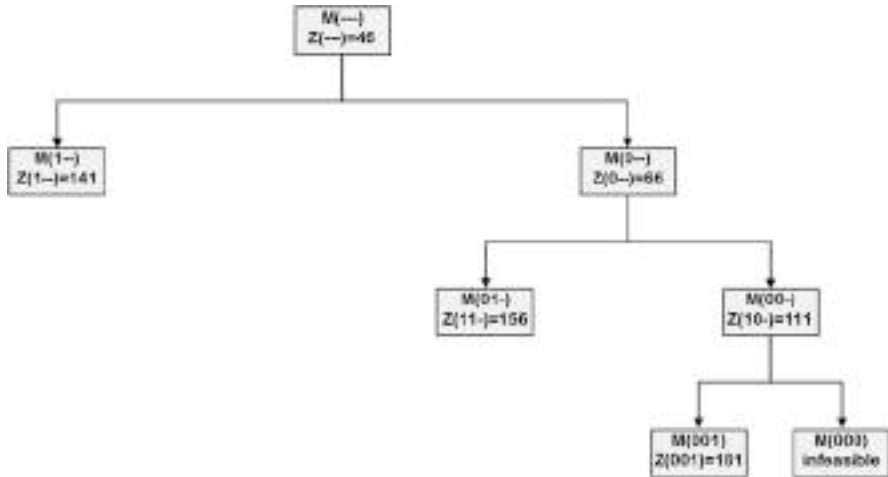 M(---)
Z(---)=46
M(1--)
Z(1--)=141
M(0--)
Z(0--)=66
M(01-)
Z(11-)=156
M(00-)
Z(10-)=111
M(001)
Z(001)=181
M(000)
infeasible